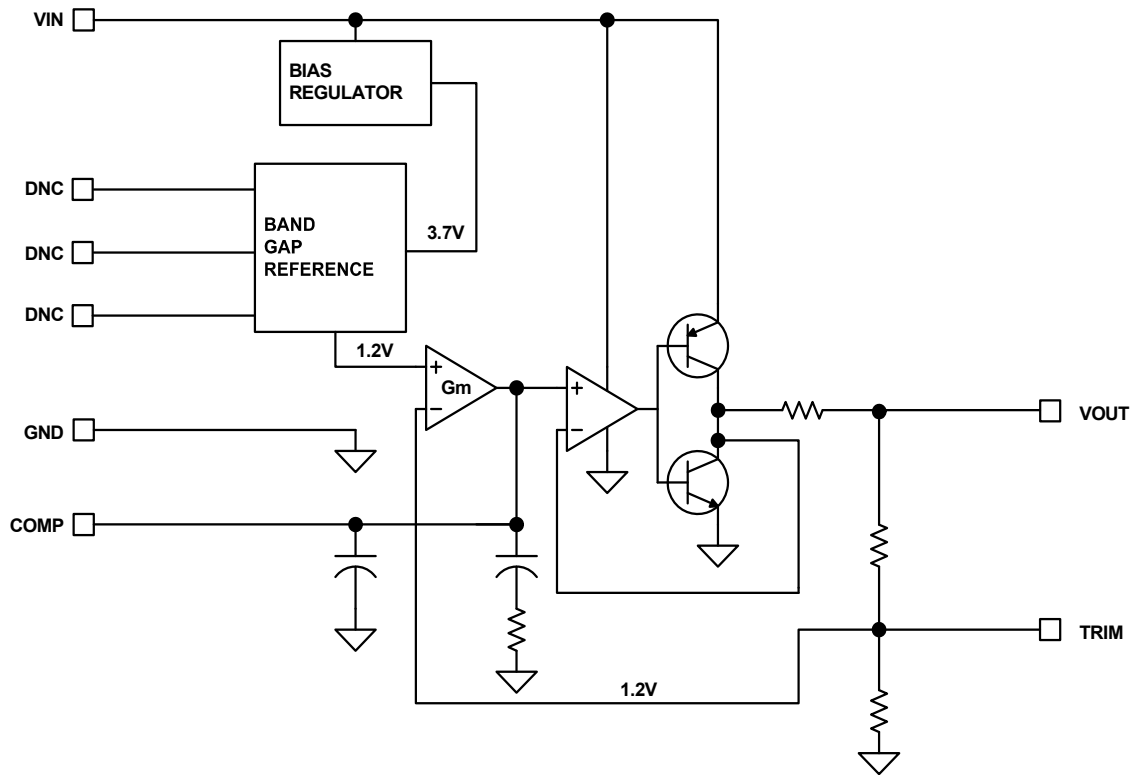 VIN
BIAS
REGULATOR
DNC
BAND
GAP
REFERENCE
3.7V
DNC
DNC
1.2V
+
Gm
−
+
−
VOUT
GND
COMP
TRIM
1.2V